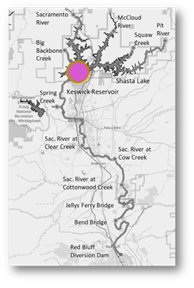 Sacramento
River
McCloud
River
Pit
River
Squaw
Creek
Big
Backbone
Creek
Shasta Lake
Keswick Reservoir
Spring
Creek
Sac. River at
Clear Creek
Sac. River at
Cow Creek
Sac. River at
Cottonwood Creek
Jellys Ferry Bridge
Bend Bridge
Red Bluff
Diversion Dam